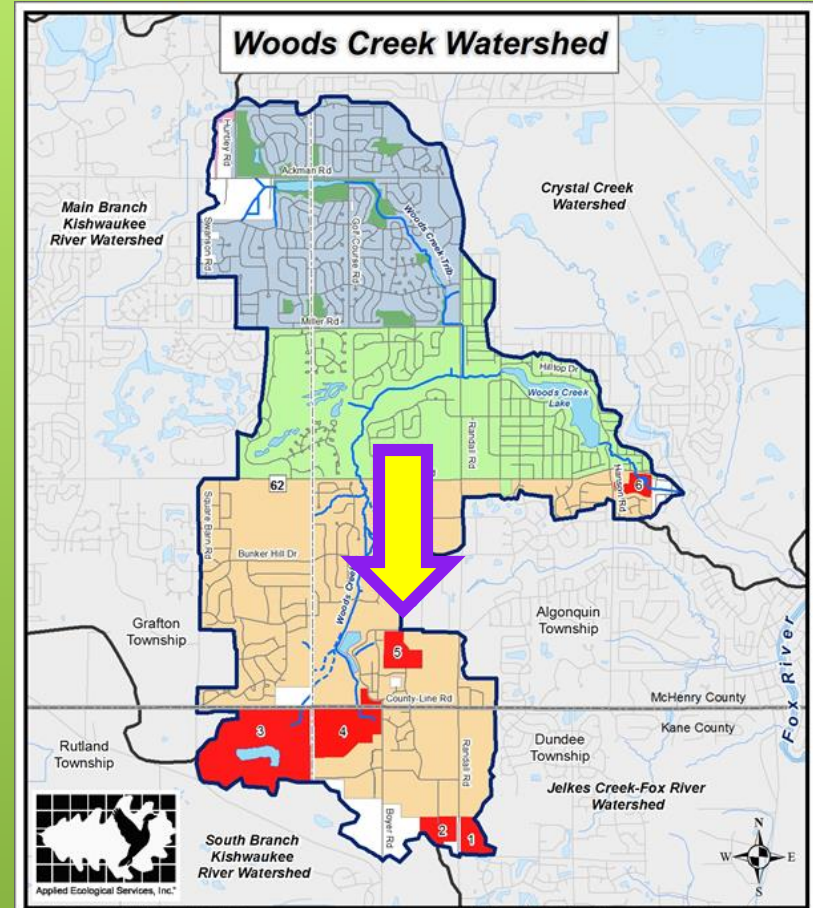 Woods Creek Watershed
Huntley Rd
Ackman Rd
Crystal Creek
Watershed
Main Branch
Kishwaukee
River Watershed
Swanson Rd
Golf Course Rd
Woods Creek Trib.
Miller Rd
Hilltop Dr
Woods Creek
Lake
Randall Rd
62
Hanson Rd
6
Square Barn Rd
Bunker Hill Dr
Woods Cree
Grafton
Township
Algonquin
Township
5
Fox River
County-Line Rd
McHenry County
Kane County
3
4
Rutland
Township
Dundee
Township
Randall Rd
Jelkes Creek-Fox River
Watershed
Boyer Rd
2
1
South Branch
Kishwaukee
River Watershed
Applied Ecological Services, Inc.
N
W
E
S